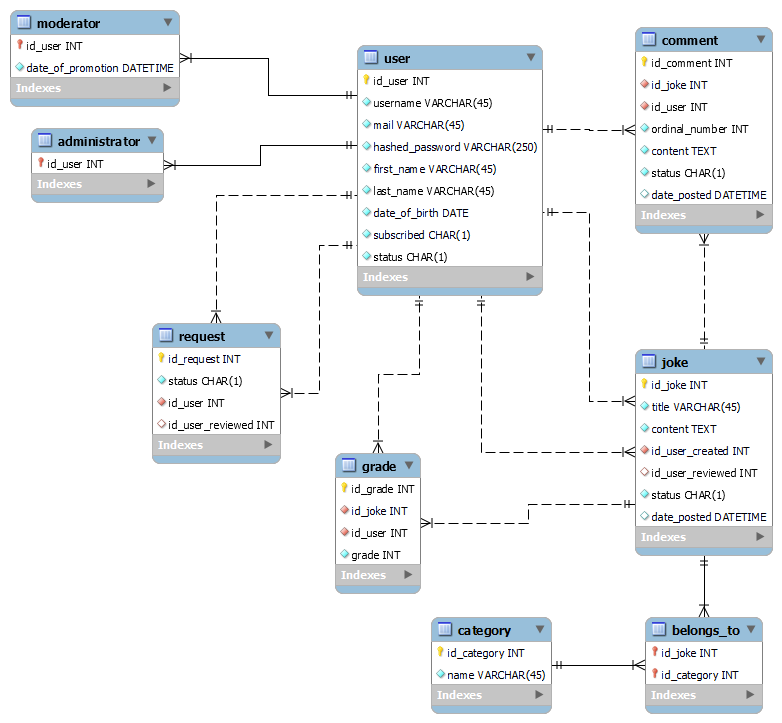 moderator
id_user INT
date_of_promotion DATETIME
Indexes
administrator
id_user INT
Indexes
user
id_user INT
username VARCHAR(45)
mail VARCHAR(45)
hashed_password VARCHAR(250)
first_name VARCHAR(45)
last_name VARCHAR(45)
date_of_birth DATE
subscribed CHAR(1)
status CHAR(1)
Indexes
comment
id_comment INT
id_joke INT
id_user INT
ordinal_number INT
content TEXT
status CHAR(1)
date_posted DATETIME
Indexes
request
id_request INT
status CHAR(1)
id_user INT
id_user_reviewed INT
Indexes
joke
id_joke INT
title VARCHAR(45)
content TEXT
id_user_created INT
id_user_reviewed INT
status CHAR(1)
date_posted DATETIME
Indexes
grade
id_grade INT
id_joke INT
id_user INT
grade INT
Indexes
category
id_category INT
name VARCHAR(45)
Indexes
belongs_to
id_joke INT
id_category INT
Indexes